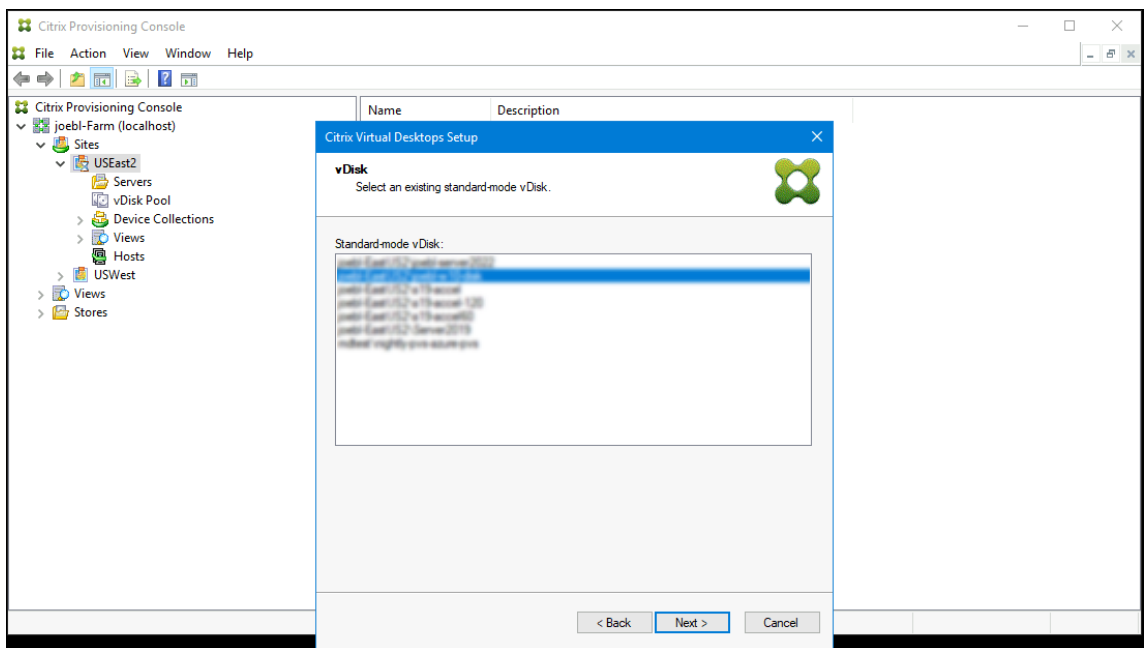 Citrix Provisioning Console
File Action View Window Help
Citrix Provisioning Console
joebl-Farm (localhost)
Sites
USEast2
Servers
vDisk Pool
Device Collections
Views
Hosts
USWest
Views
Stores
Name Description
Citrix Virtual Desktops Setup
vDisk
Select an existing standard-mode vDisk.
Standard-mode vDisk:
< Back Next > Cancel